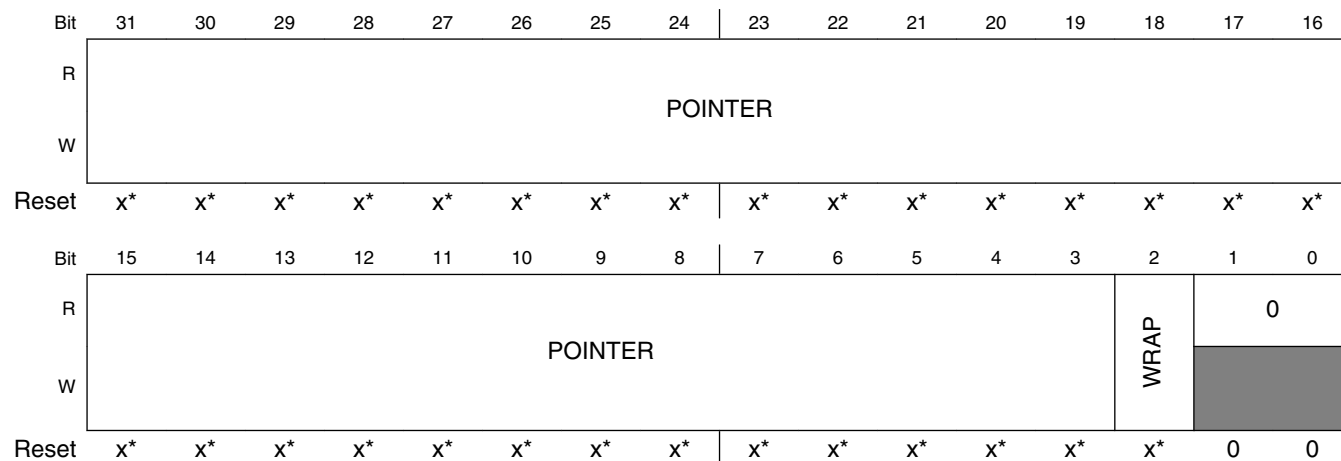 Bit 31 30 29 28 27 26 25 24 23 22 21 20 19 18 17 16
R
POINTER
W
Reset x* x* x* x* x* x* x* x* x* x* x* x* x* x* x* x*
Bit 15 14 13 12 11 10 9 8 7 6 5 4 3 2 1 0
R 0
POINTER WRAP
W
Reset x* x* x* x* x* x* x* x* x* x* x* x* x* x* 0 0